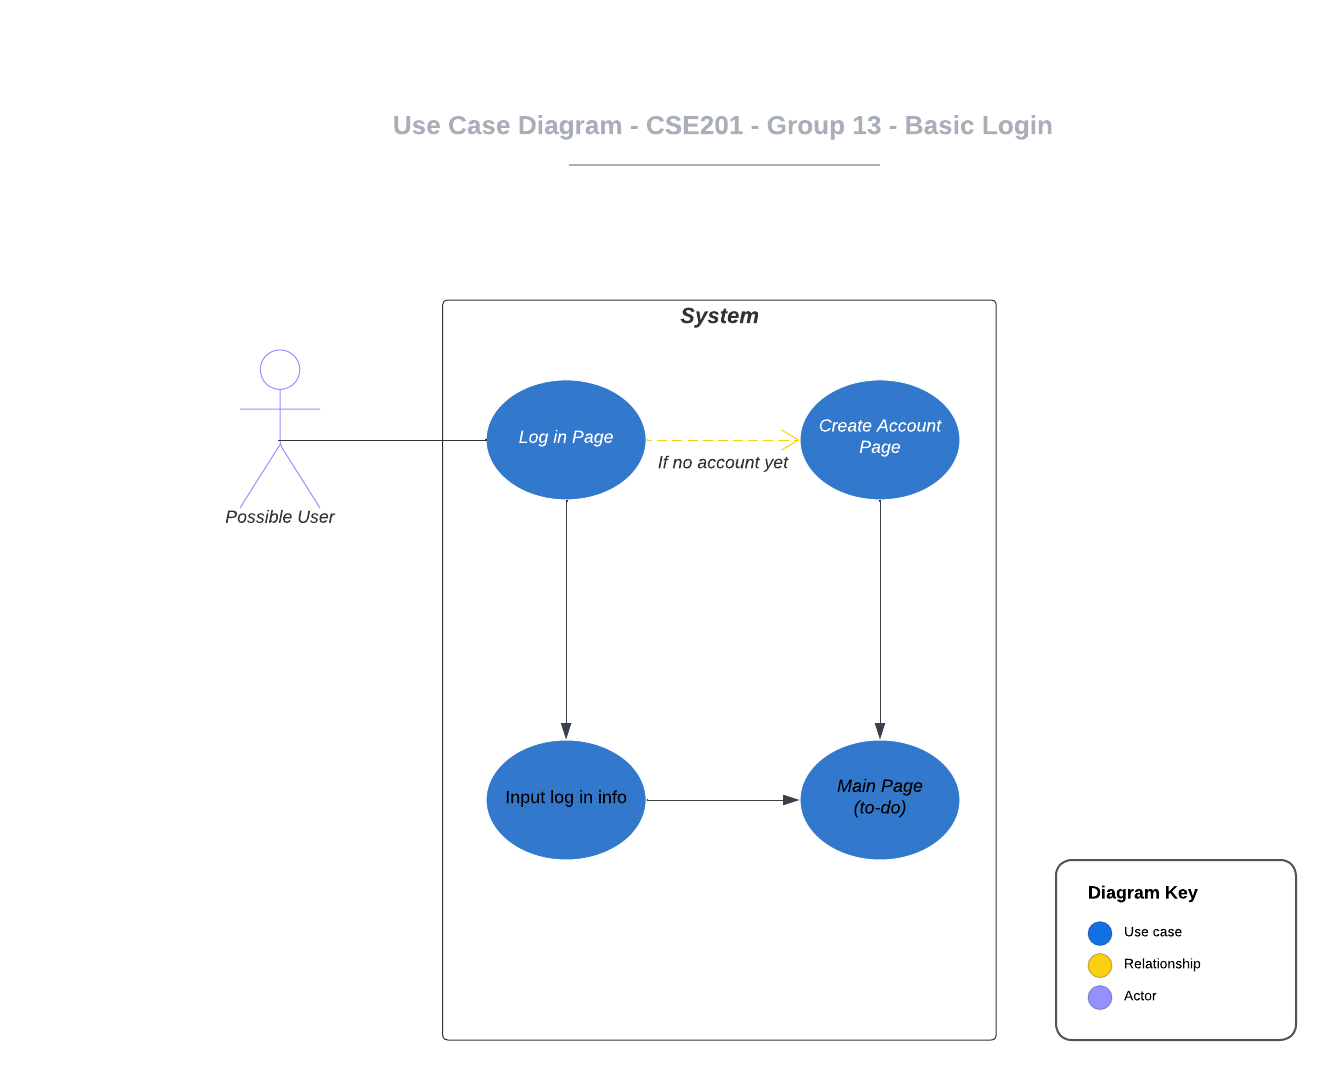 Use Case Diagram - CSE201 - Group 13 - Basic Login
System
Log in Page
Create Account
Page
If no account yet
Possible User
Input log in info
Main Page
(to-do)
Diagram Key
Use case
Relationship
Actor